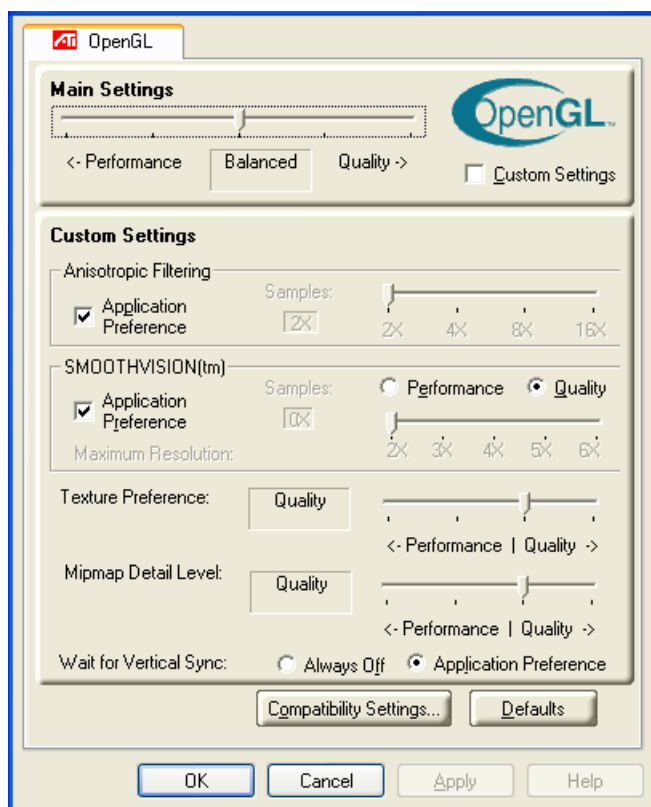 ATI OpenGL
Main Settings
OpenGL™
<- Performance Balanced Quality ->
Custom Settings
Custom Settings
Anisotropic Filtering
Application Preference
Samples:
2X
2X 4X 8X 16X
SMOOTHVISION(tm)
Application Preference
Samples:
0X
Performance Quality
2X 3X 4X 5X 6X
Maximum Resolution:
Texture Preference: Quality
<- Performance | Quality ->
Mipmap Detail Level: Quality
<- Performance | Quality ->
Wait for Vertical Sync: Always Off Application Preference
Compatibility Settings... Defaults
OK Cancel Apply Help